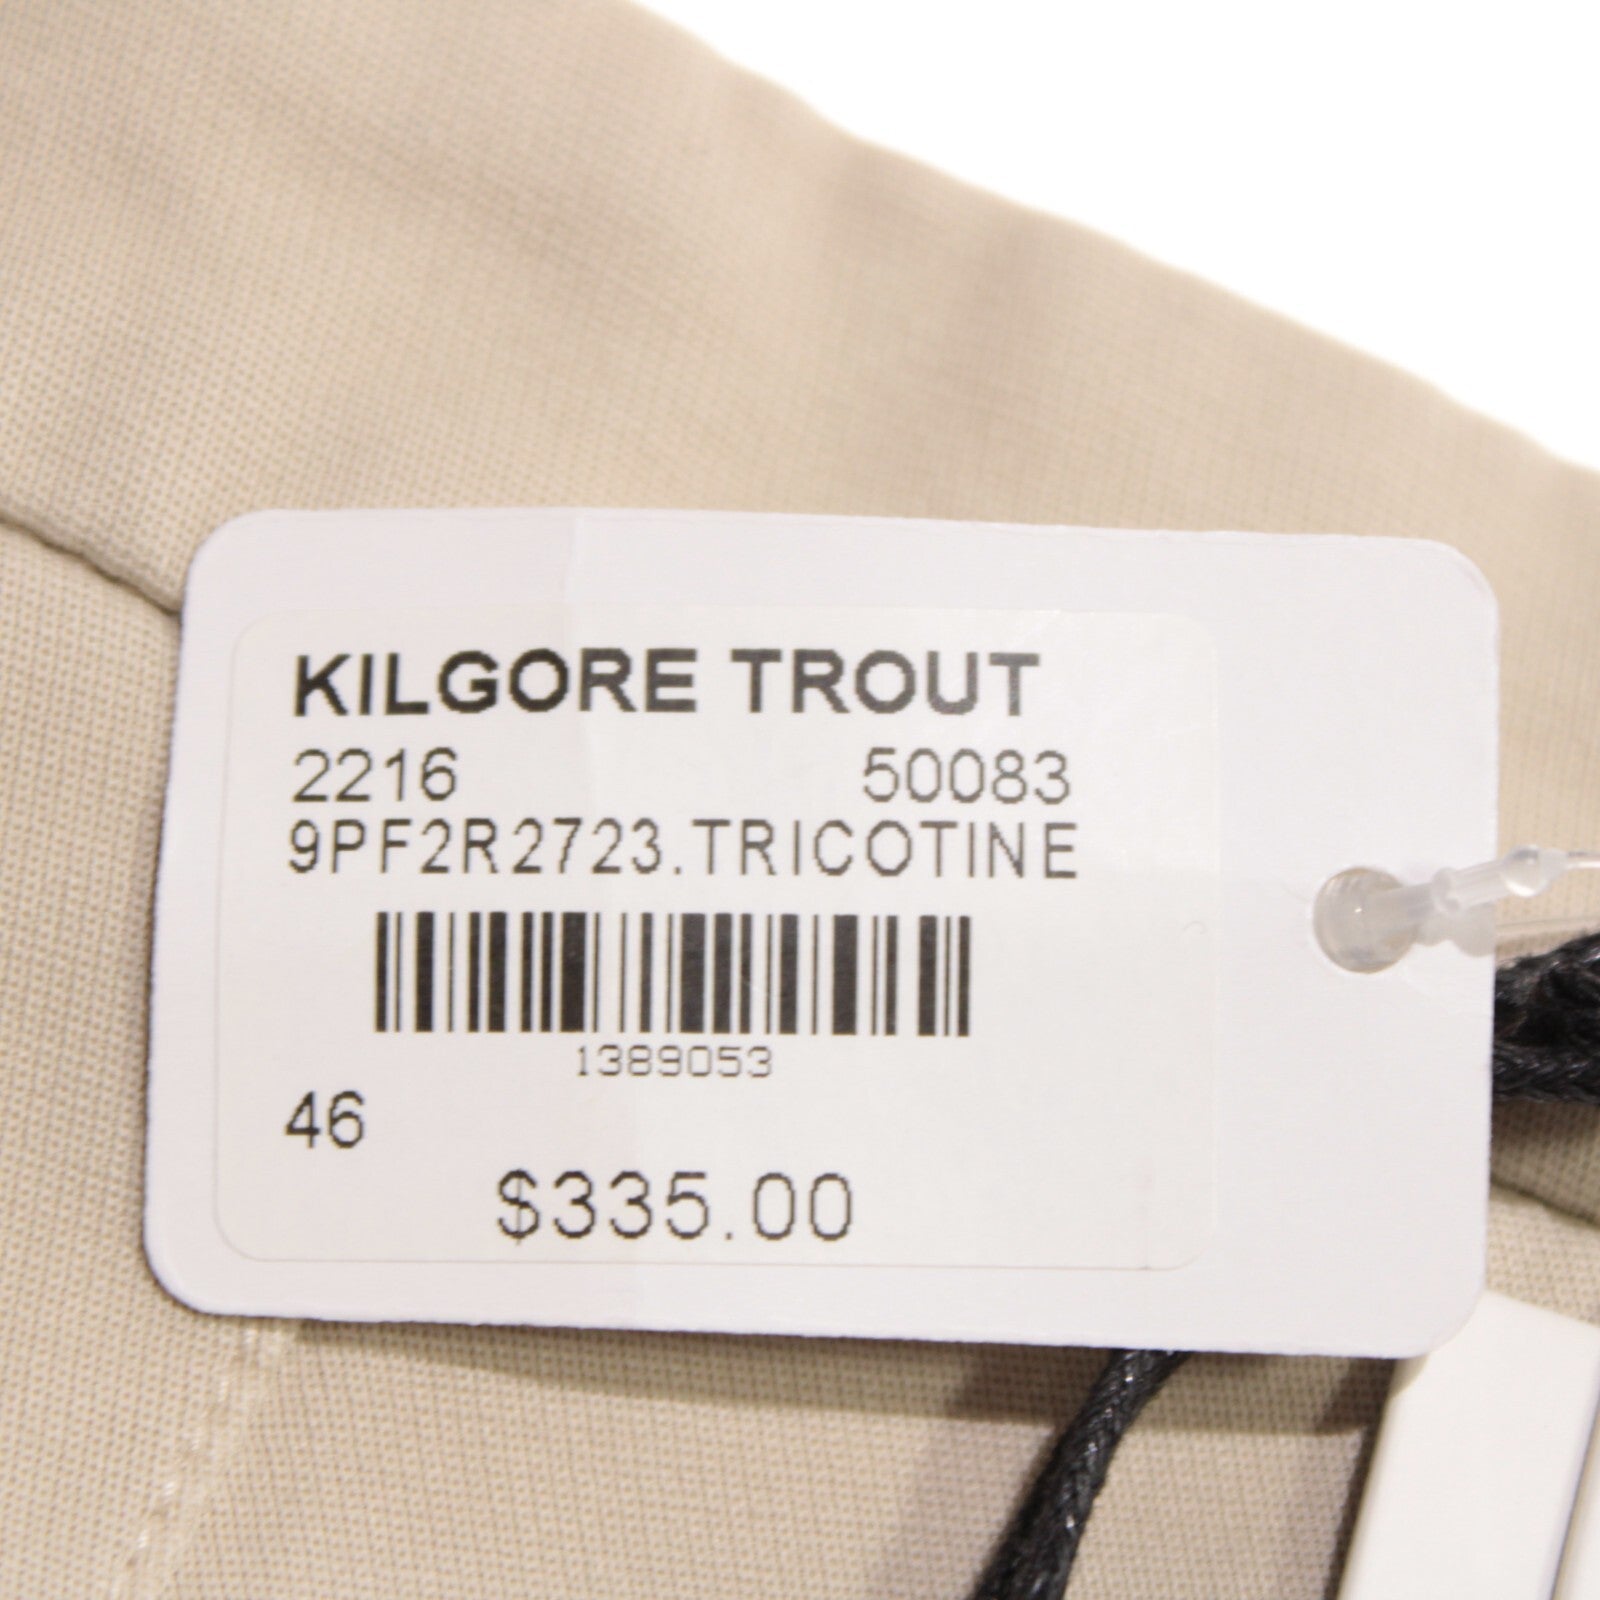 KILGORE TROUT
2216 50083
9PF2R2723.TRICOTINE
1389053
46
$335.00